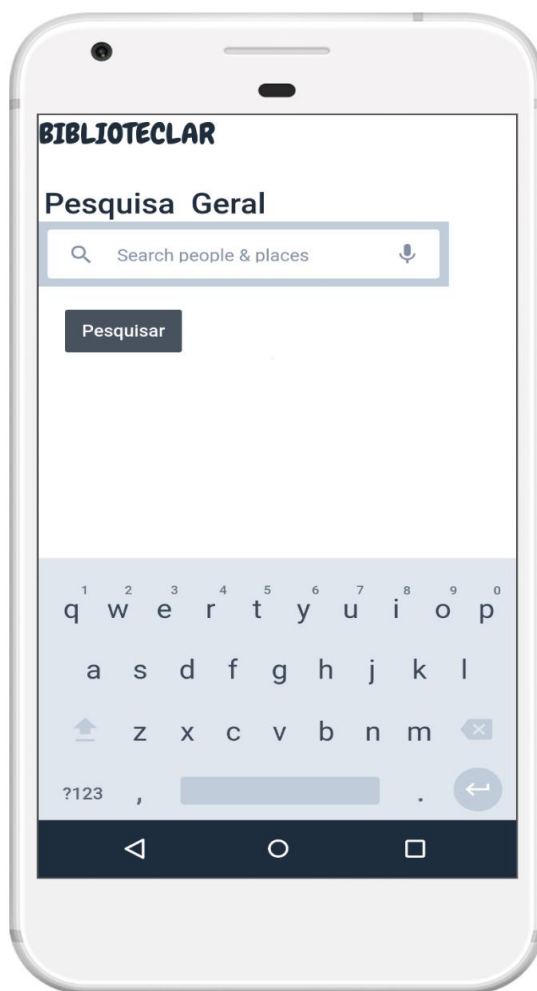 BIBLIOTECLAR
Pesquisa Geral
Search people & places
Pesquisar
1 2 3 4 5 6 7 8 9 0
q w e r t y u i o p
a s d f g h j k l
z x c v b n m
?123 , .